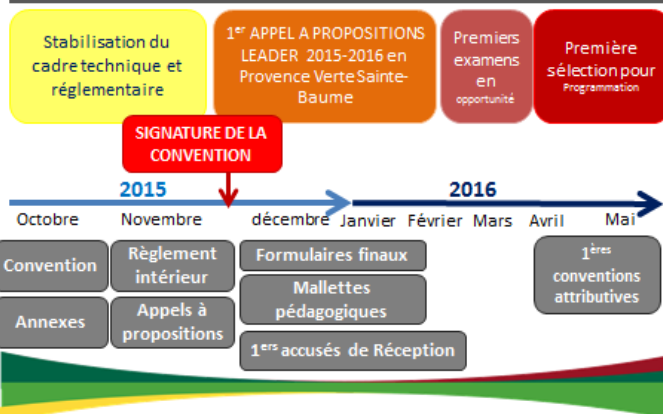 Stabilisation du
cadre technique et
réglementaire
1er APPEL A PROPOSITIONS
LEADER 2015-2016 en
Provence Verte Sainte-
Baume
Premiers
examens
en
opportunité
Première
sélection pour
Programmation
SIGNATURE DE LA
CONVENTION
2015
2016
Octobre
Novembre
décembre
Janvier
Février
Mars
Avril
Mai
Convention
Annexes
Règlement
intérieur
Appels à
propositions
Formulaires finaux
Mallettes
pédagogiques
1ers accusés de Réception
1ères
conventions
attributives